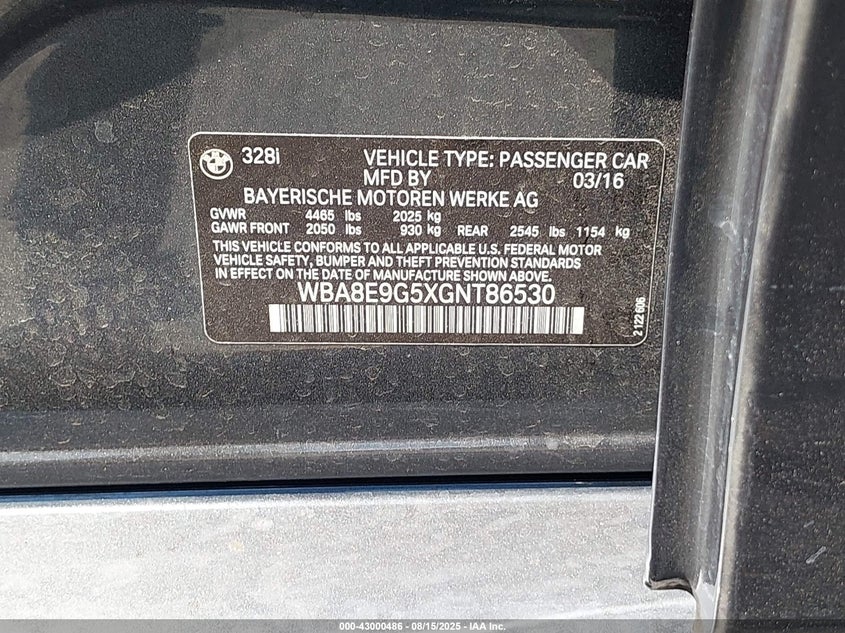 328i VEHICLE TYPE: PASSENGER CAR
MFD BY 03/16
BAYERISCHE MOTOREN WERKE AG
GVWR 4465 lbs 2025 kg
GAWR FRONT 2050 lbs 930 kg REAR 2545 lbs 1154 kg
THIS VEHICLE CONFORMS TO ALL APPLICABLE U.S. FEDERAL MOTOR
VEHICLE SAFETY, BUMPER AND THEFT PREVENTION STANDARDS
IN EFFECT ON THE DATE OF MANUFACTURE SHOWN ABOVE.
WBA8E9G5XGNT86530
2 122 606
000-43000486 - 08/15/2025 - IAA Inc.